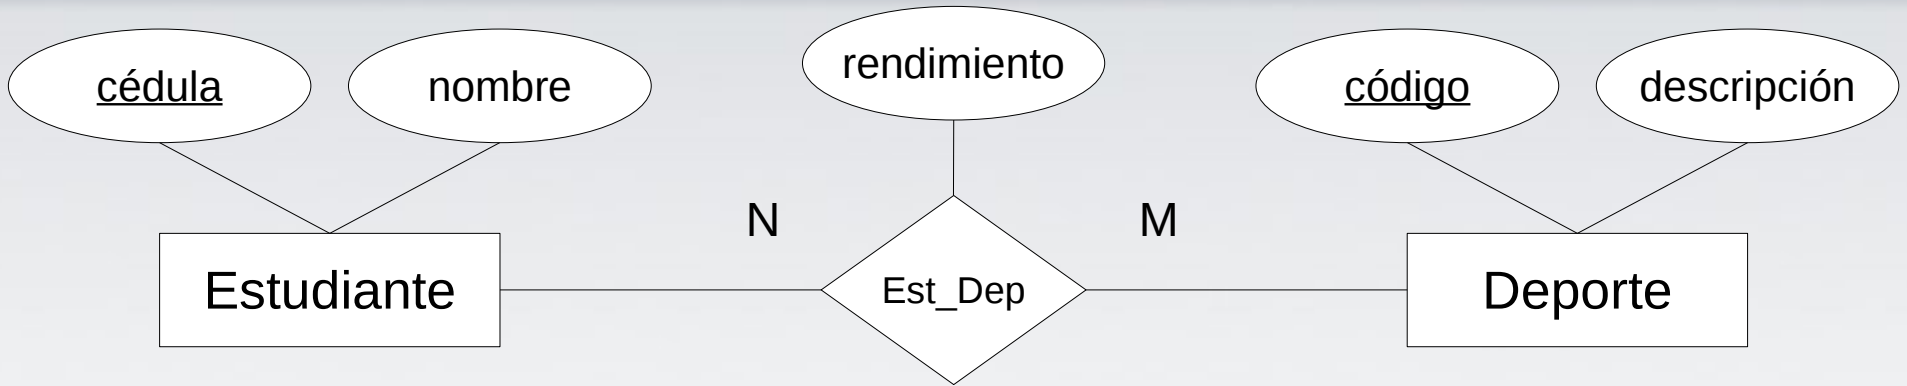 cédula
nombre
rendimiento
código
descripción
N
M
Estudiante
Est_Dep
Deporte